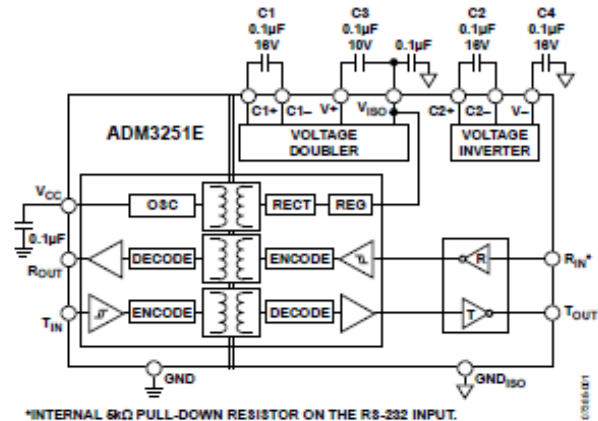 C1 C3 C2 C4
0.1µF 0.1µF 0.1µF 0.1µF
16V 10V 0.1µF 16V 16V
C1+ C1– V+ VISO C2+ C2– V–
ADM3251E
VOLTAGE DOUBLER
VOLTAGE INVERTER
VCC
OSC RECT REG
0.1µF
ROUT DECODE ENCODE R RIN*
TIN ENCODE DECODE T TOUT
GND GNDISO
*INTERNAL 5kΩ PULL-DOWN RESISTOR ON THE RS-232 INPUT.
07388-001